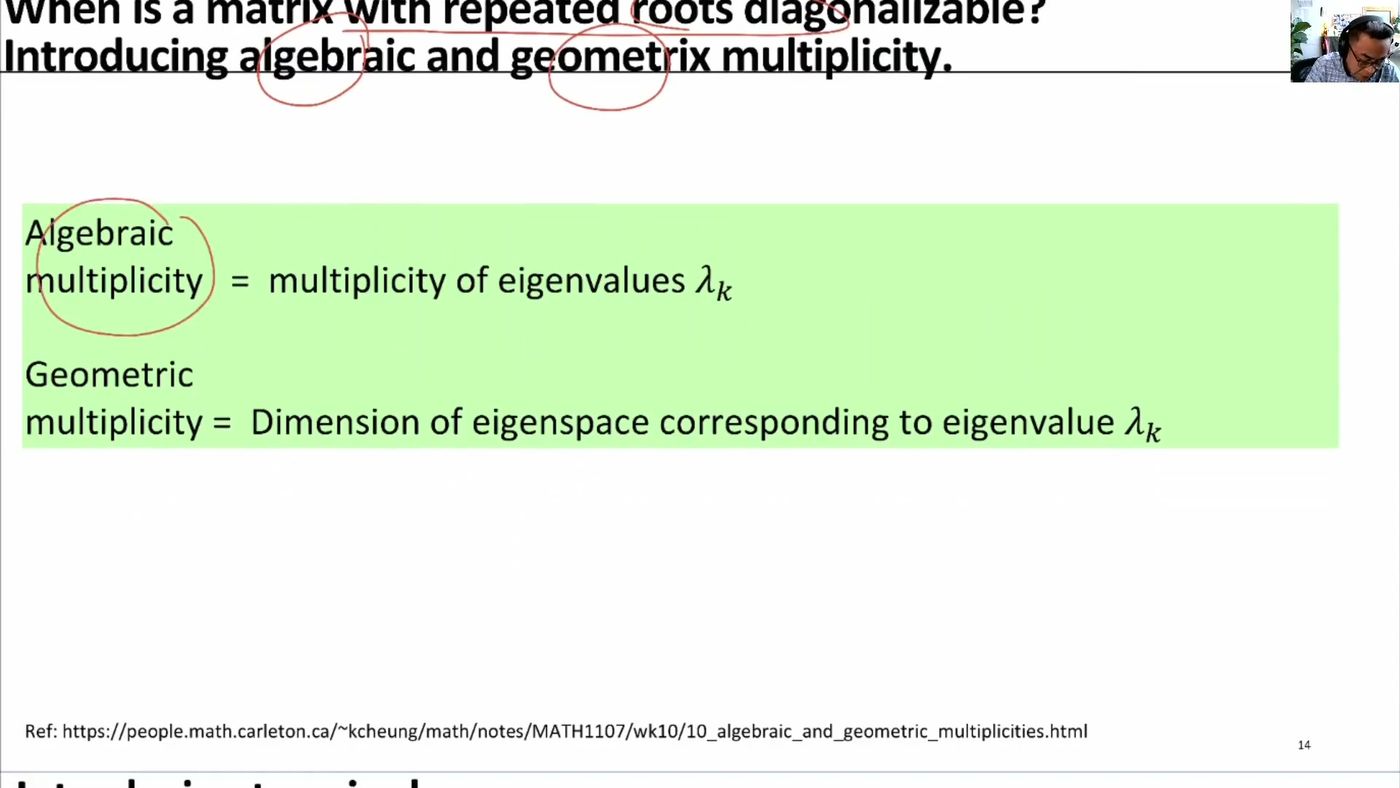 When is a matrix with repeated roots diagonalizable?
Introducing algebraic and geometrix multiplicity.
Algebraic
multiplicity = multiplicity of eigenvalues λₖ
Geometric
multiplicity = Dimension of eigenspace corresponding to eigenvalue λₖ
Ref: https://people.math.carleton.ca/~kcheung/math/notes/MATH1107/wk10/10_algebraic_and_geometric_multiplicities.html
14